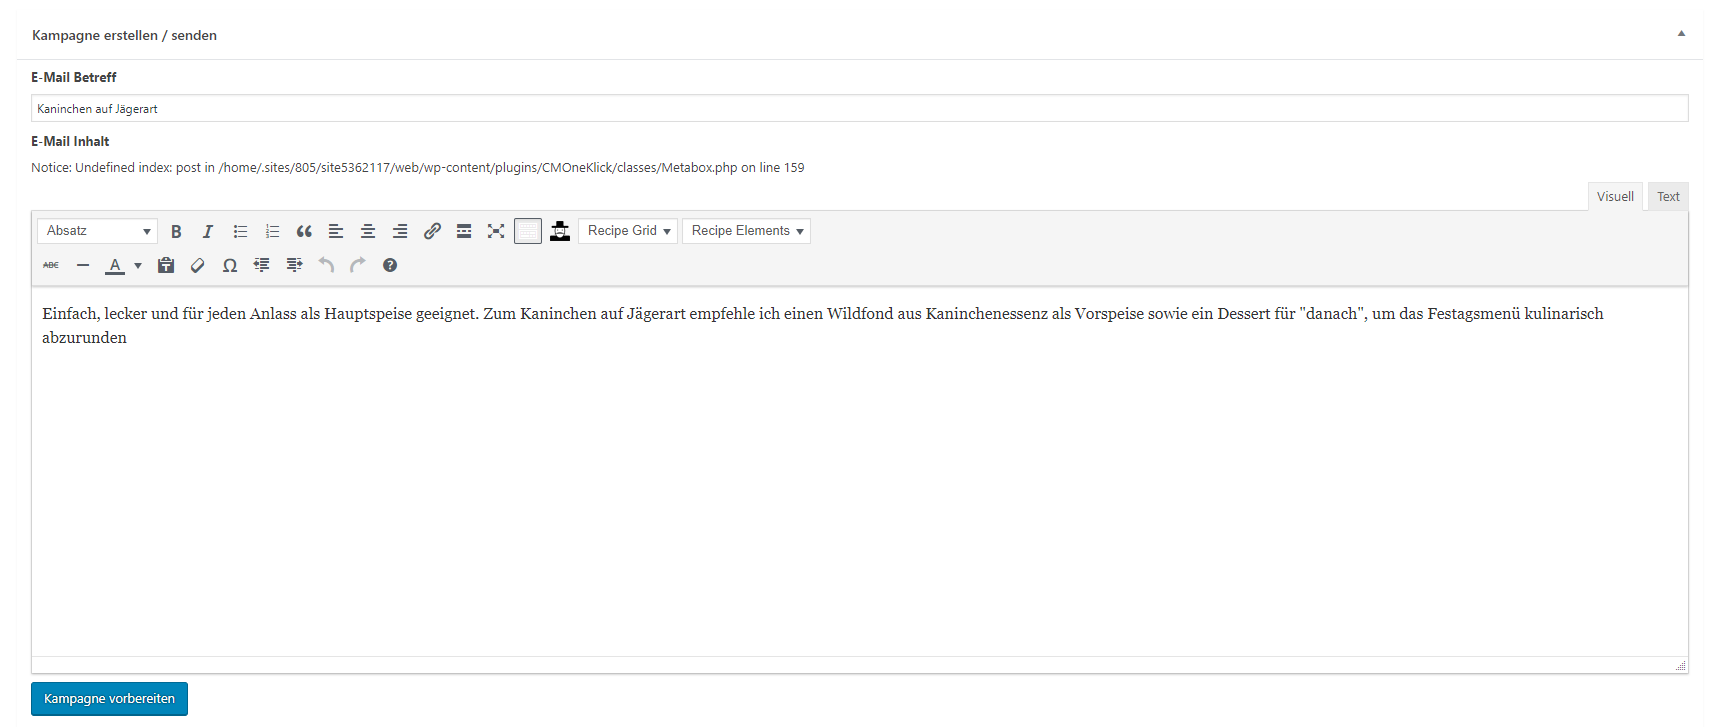 Kampagne erstellen / senden
E-Mail Betreff
Kaninchen auf Jägerart
E-Mail Inhalt
Notice: Undefined index: post in /home/.sites/805/site5362117/web/wp-content/plugins/CMOneKlick/classes/Metabox.php on line 159
Visuell Text
Absatz B I Recipe Grid Recipe Elements
ABC A T Ω ?
Einfach, lecker und für jeden Anlass als Hauptspeise geeignet. Zum Kaninchen auf Jägerart empfehle ich einen Wildfond aus Kaninchenessenz als Vorspeise sowie ein Dessert für "danach", um das Festagsmenü kulinarisch
abzurunden
Kampagne vorbereiten